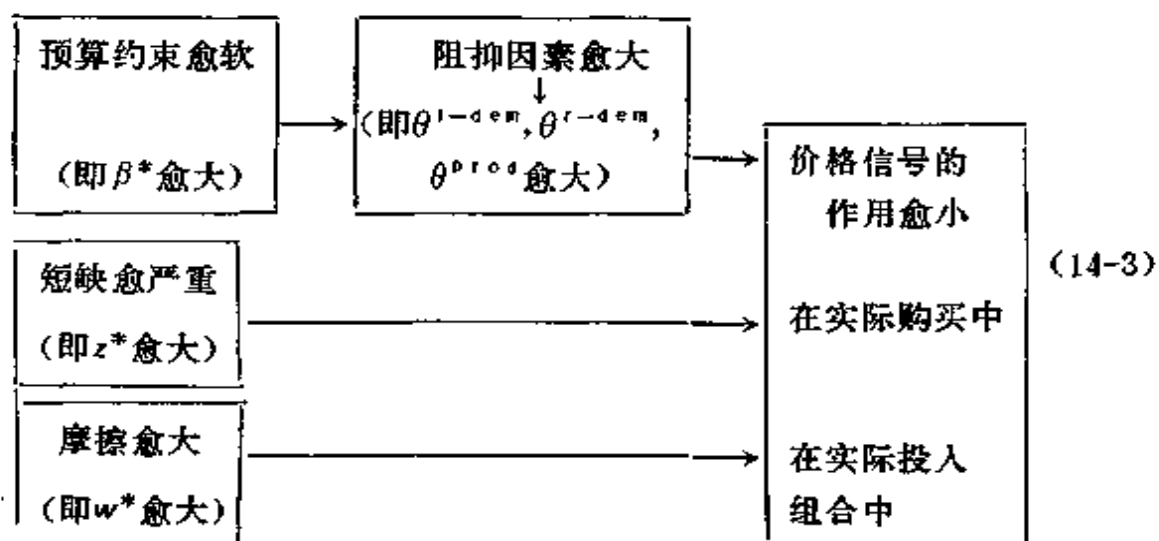 预算约束愈软
(即β*愈大)
阻抑因素愈大
↓
(即θ^{i-dem},θ^{r-dem},
θ^{prod}愈大)
短缺愈严重
(即z*愈大)
摩擦愈大
(即w*愈大)
价格信号的
作用愈小
在实际购买中
在实际投入
组合中
(14-3)